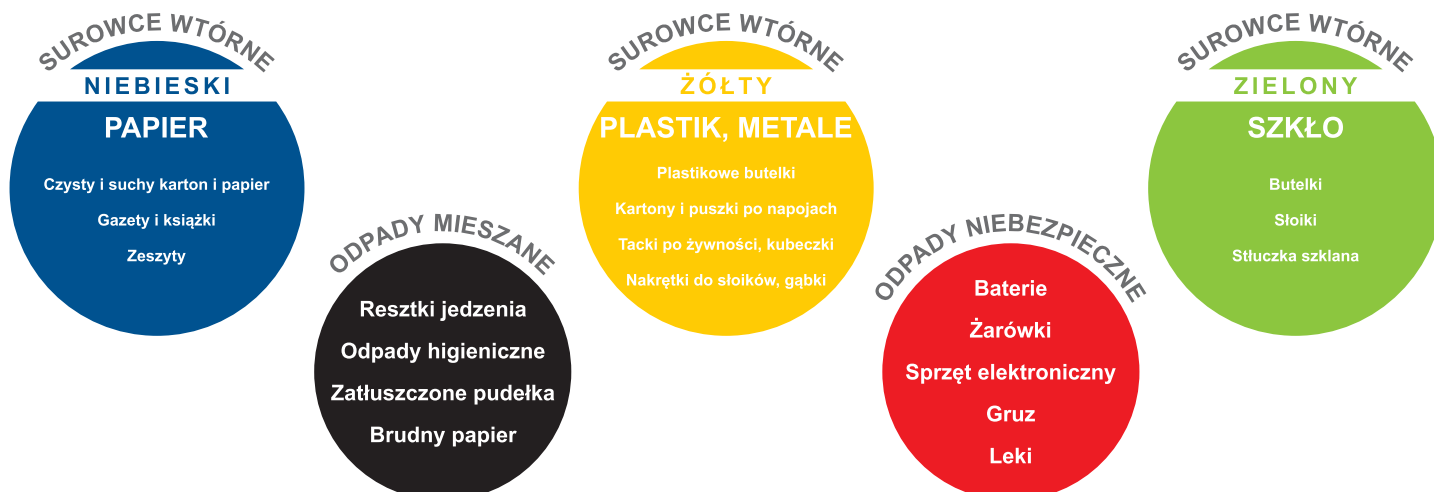 SUROWCE WTÓRNE
NIEBIESKI
PAPIER
Czysty i suchy karton i papier
Gazety i książki
Zeszyty
ODPADY MIESZANE
Resztki jedzenia
Odpady higieniczne
Zatłuszczone pudełka
Brudny papier
SUROWCE WTÓRNE
ŻÓŁTY
PLASTIK, METALE
Plastikowe butelki
Kartony i puszki po napojach
Tacki po żywności, kubeczki
Nakrętki do słoików, gąbki
ODPADY NIEBEZPIECZNE
Baterie
Żarówki
Sprzęt elektroniczny
Gruz
Leki
SUROWCE WTÓRNE
ZIELONY
SZKŁO
Butelki
Słoiki
Stłuczka szklana